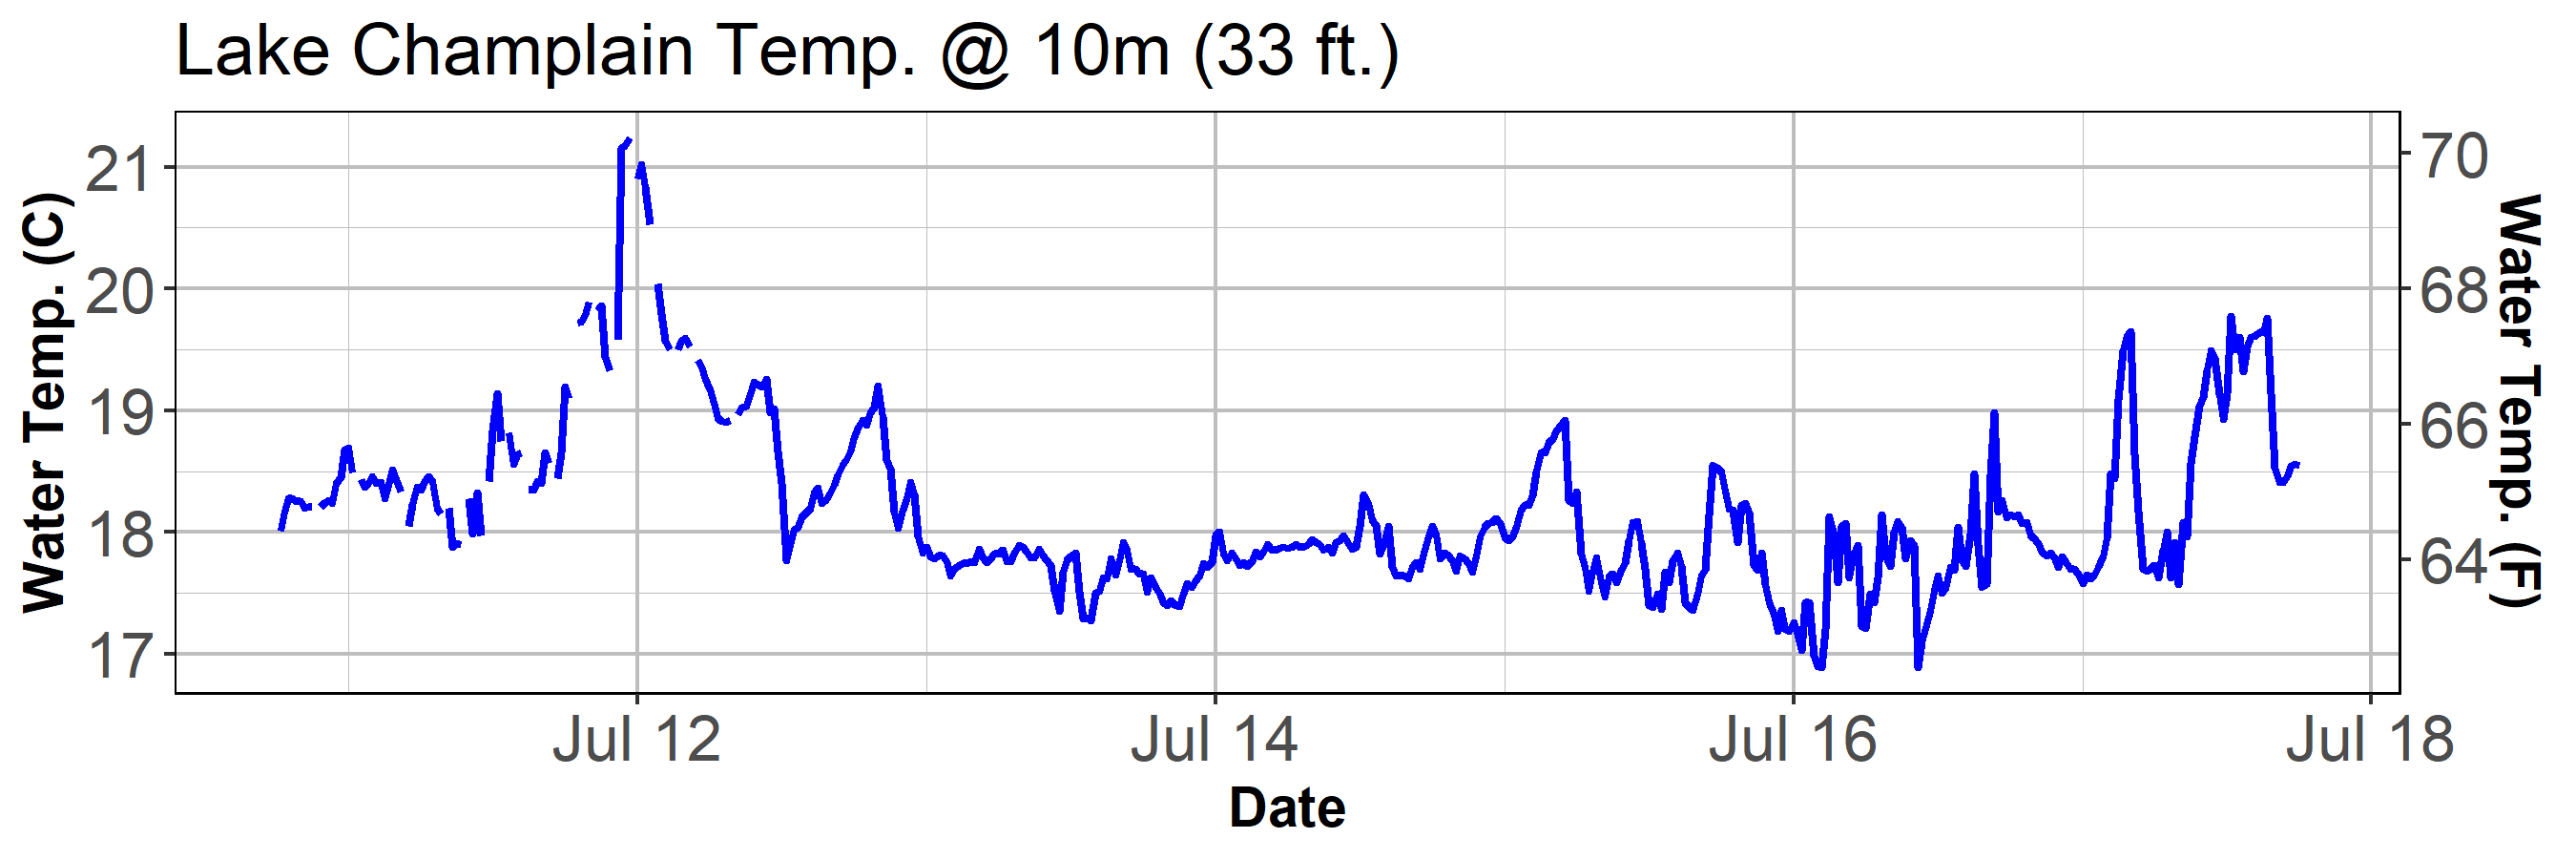 Lake Champlain Temp. @ 10m (33 ft.)
Water Temp. (C)
21
20
19
18
17
70
68
66
64
Water Temp. (F)
Jul 12
Jul 14
Jul 16
Jul 18
Date